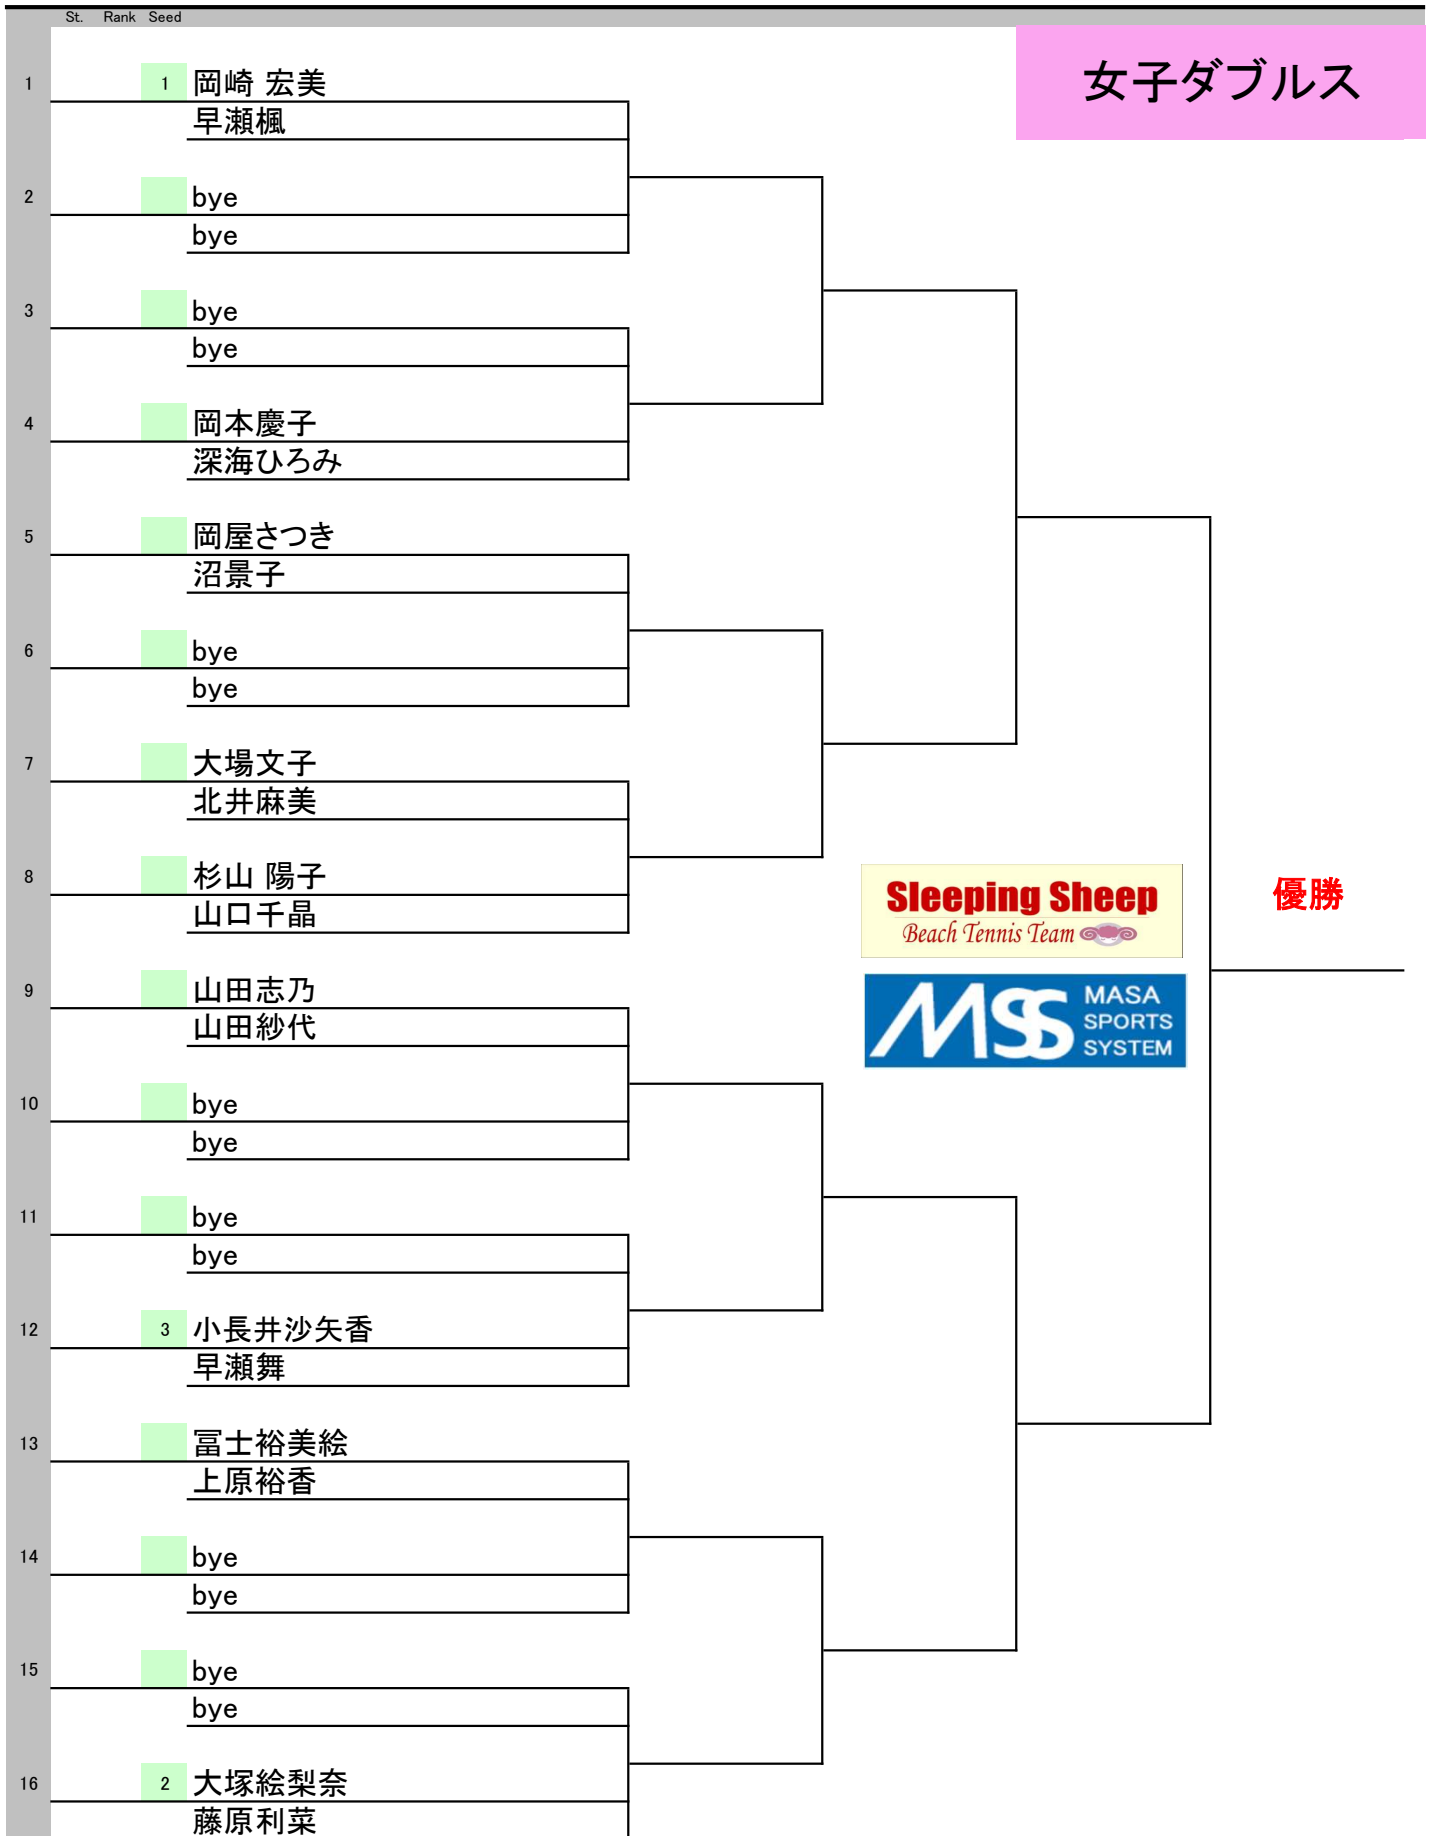 St. Rank Seed
女子ダブルス
1 1 岡崎 宏美
早瀬楓
2 bye
bye
3 bye
bye
4 岡本慶子
深海ひろみ
5 岡屋さつき
沼景子
6 bye
bye
7 大場文子
北井麻美
8 杉山 陽子
山口千晶
Sleeping Sheep
Beach Tennis Team
優勝
9 山田志乃
山田紗代
MSS MASA
SPORTS
SYSTEM
10 bye
bye
11 bye
bye
12 3 小長井沙矢香
早瀬舞
13 冨士裕美絵
上原裕香
14 bye
bye
15 bye
bye
16 2 大塚絵梨奈
藤原利菜